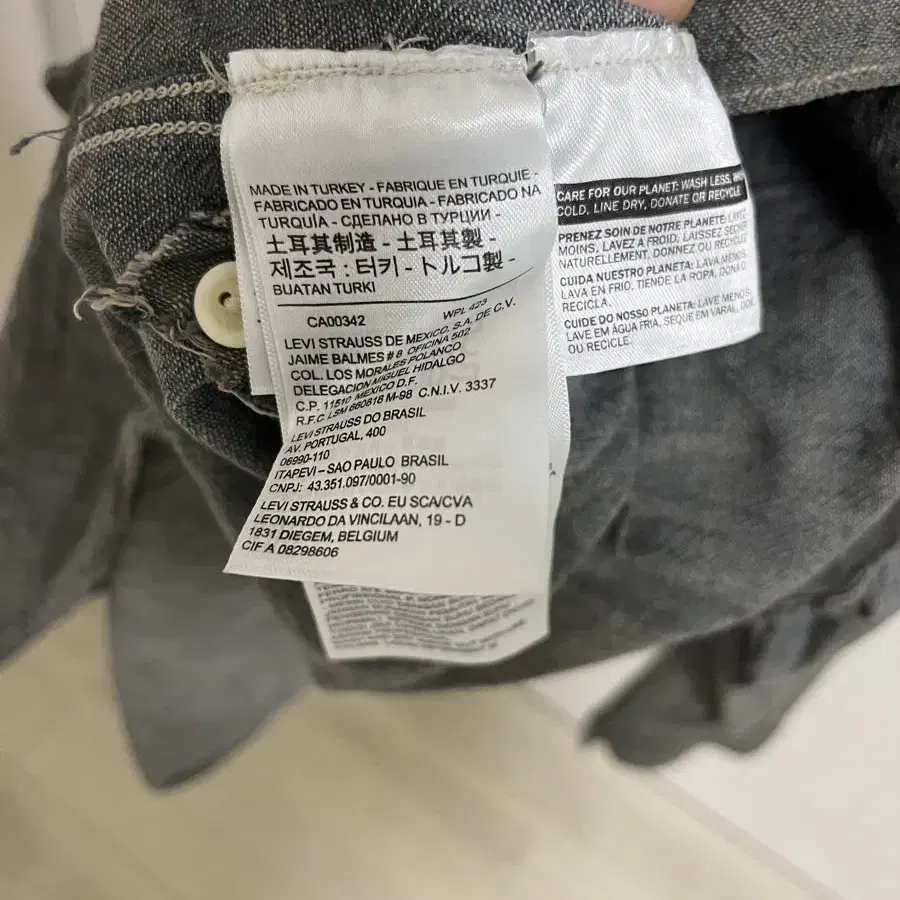 MADE IN TURKEY - FABRIQUE EN TURQUIE -
FABRICADO EN TURQUIA - FABRICADO NA
TURQUÍA - СДЕЛАНО В ТУРЦИИ -
土耳其制造 - 土耳其製 -
제조국 : 터키 - トルコ製 -
BUATAN TURKI
CA00342 WPL 423
LEVI STRAUSS DE MEXICO, S.A. DE C.V.
JAIME BALMES # 8 OFICINA 502
COL. LOS MORALES POLANCO
DELEGACION MIGUEL HIDALGO
C.P. 11510 MEXICO D.F.
R.F.C. LSM 660818 M-98 C.N.I.V. 3337
LEVI STRAUSS DO BRASIL
AV. PORTUGAL, 400
06990-110
ITAPEVI – SAO PAULO BRASIL
CNPJ: 43.351.097/0001-90
LEVI STRAUSS & CO. EU SCA/CVA
LEONARDO DA VINCILAAN, 19 - D
1831 DIEGEM, BELGIUM
CIF A 08298606
CARE FOR OUR PLANET: WASH LESS,
COLD, LINE DRY, DONATE OR RECYCLE
PRENEZ SOIN DE NOTRE PLANETE: LAVEZ
MOINS, LAVEZ A FROID, LAISSEZ SECHER
NATURELLEMENT, DONNEZ OU RECYCLEZ
CUIDA NUESTRO PLANETA: LAVA MENOS,
LAVA EN FRIO, TIENDE LA ROPA, DONA O
RECICLA.
CUIDE DO NOSSO PLANETA: LAVE MENOS,
LAVE EM ÁGUA FRIA, SEQUE EM VARAL, DOE
OU RECICLE.